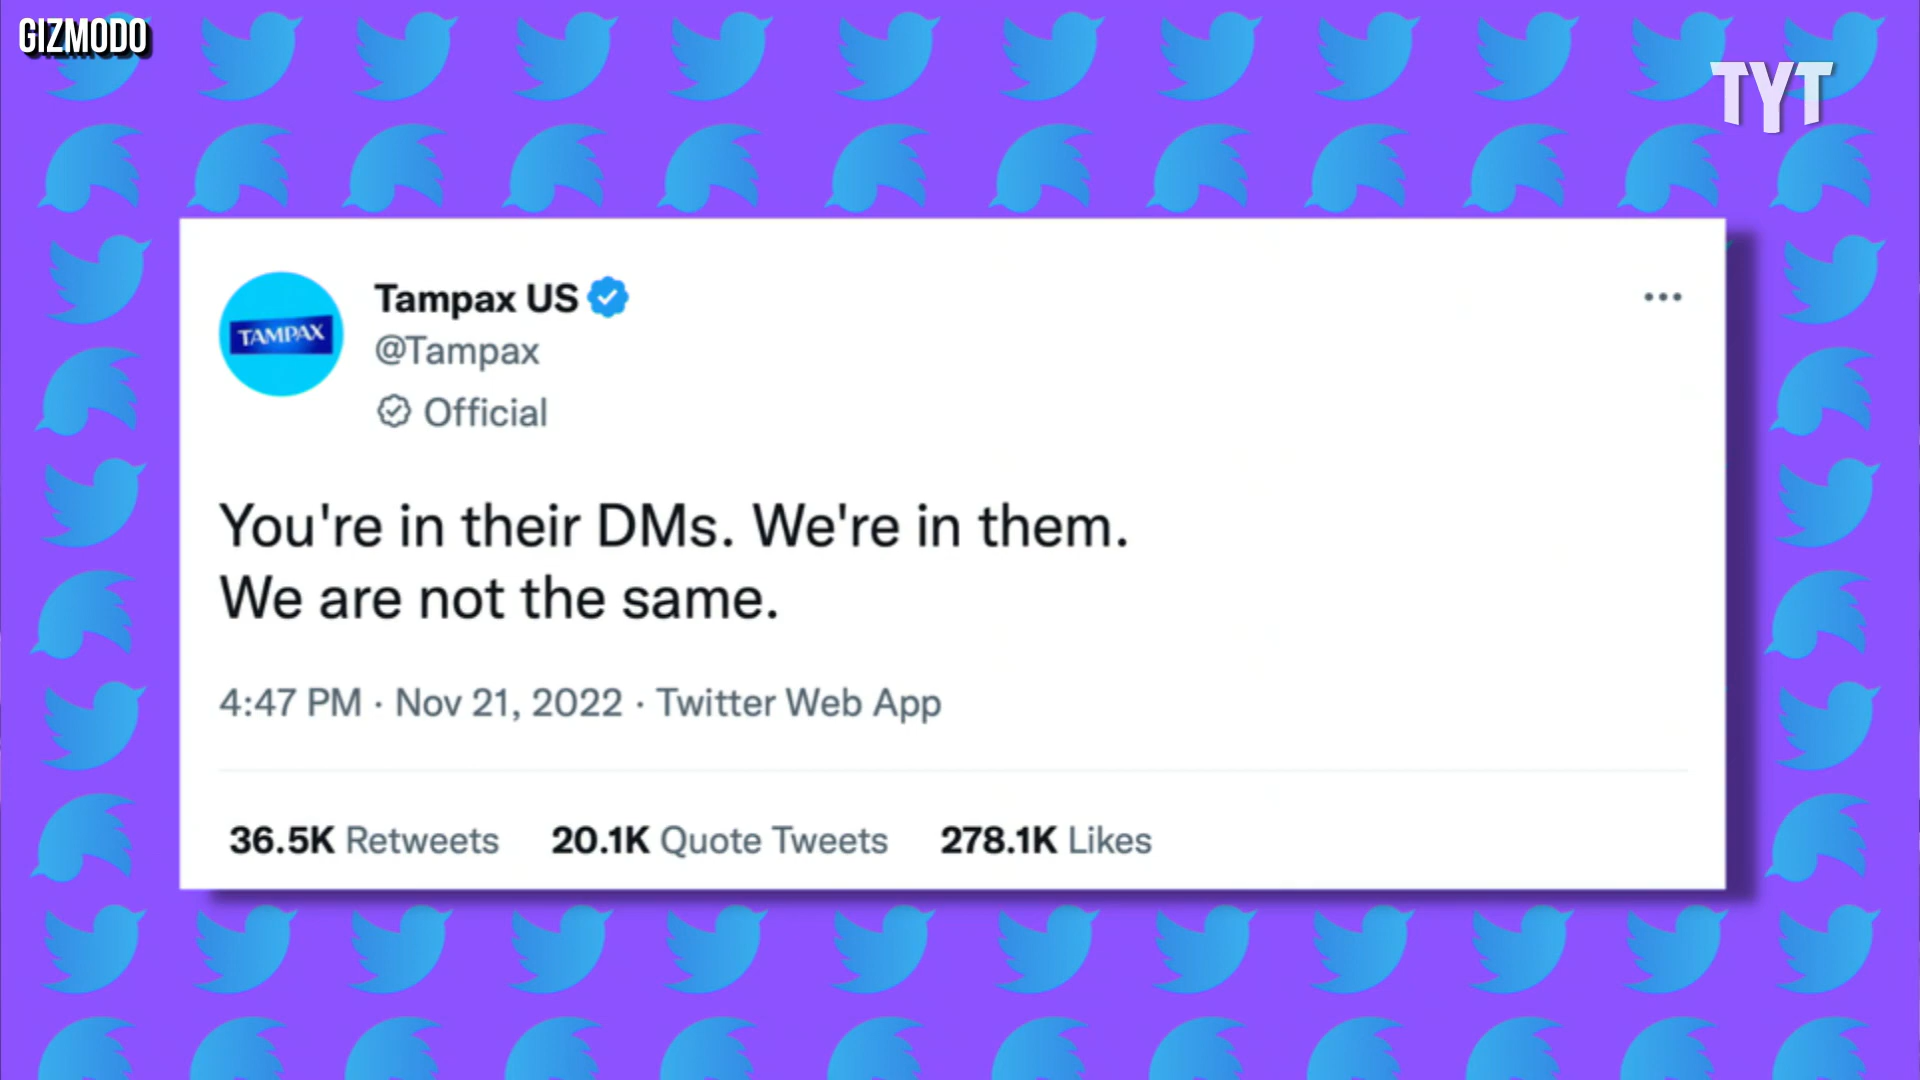 GIZMODO
TYT
TAMPAX
Tampax US
@Tampax
Official
You're in their DMs. We're in them.
We are not the same.
4:47 PM · Nov 21, 2022 · Twitter Web App
36.5K Retweets 20.1K Quote Tweets 278.1K Likes